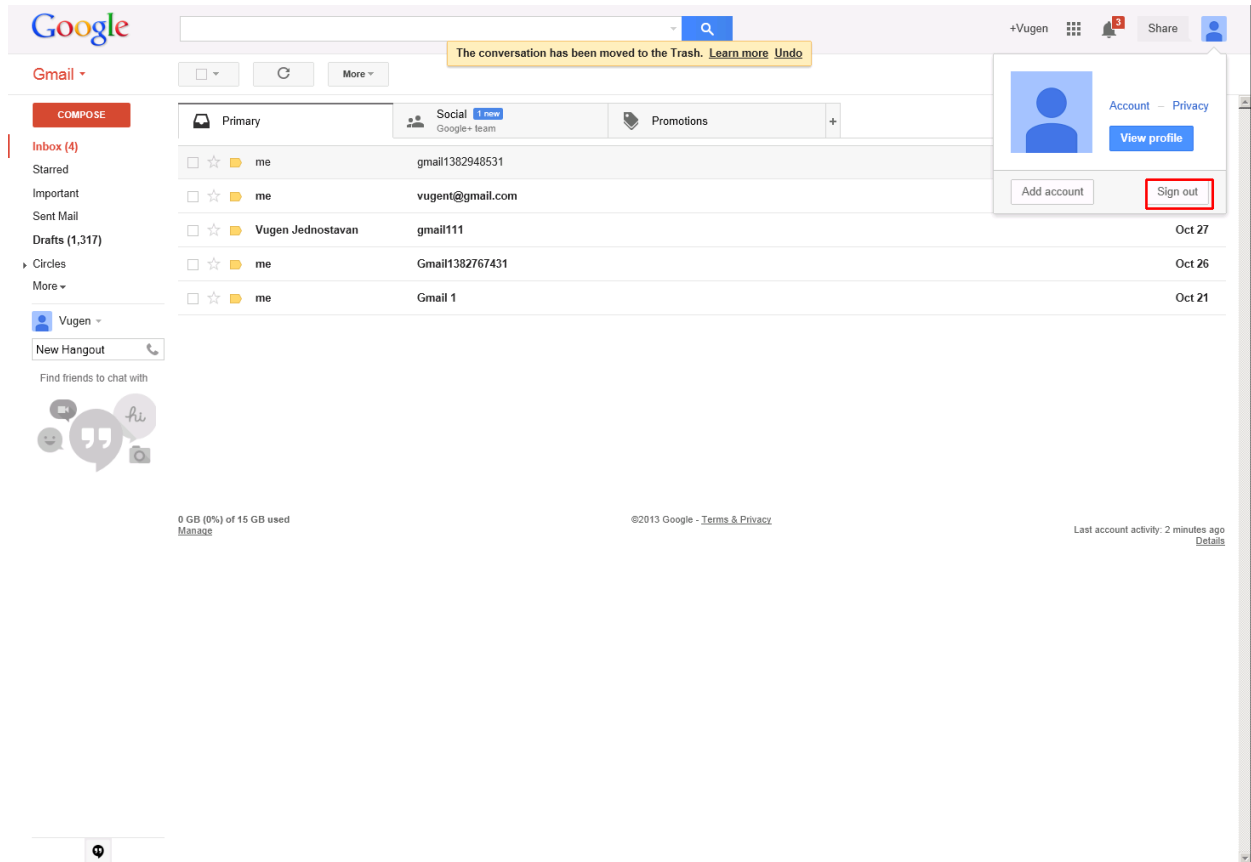 Google
+Vugen
3
Share
The conversation has been moved to the Trash. Learn more Undo
Gmail
More
Account – Privacy
View profile
Add account
Sign out
COMPOSE
Inbox (4)
Starred
Important
Sent Mail
Drafts (1,317)
Circles
More
Vugen
New Hangout
Find friends to chat with
hi
Primary
Social 1 new
Google+ team
Promotions
+
me gmail1382948531
me vugent@gmail.com
Vugen Jednostavan gmail111 Oct 27
me Gmail1382767431 Oct 26
me Gmail 1 Oct 21
0 GB (0%) of 15 GB used
Manage
©2013 Google - Terms & Privacy
Last account activity: 2 minutes ago
Details